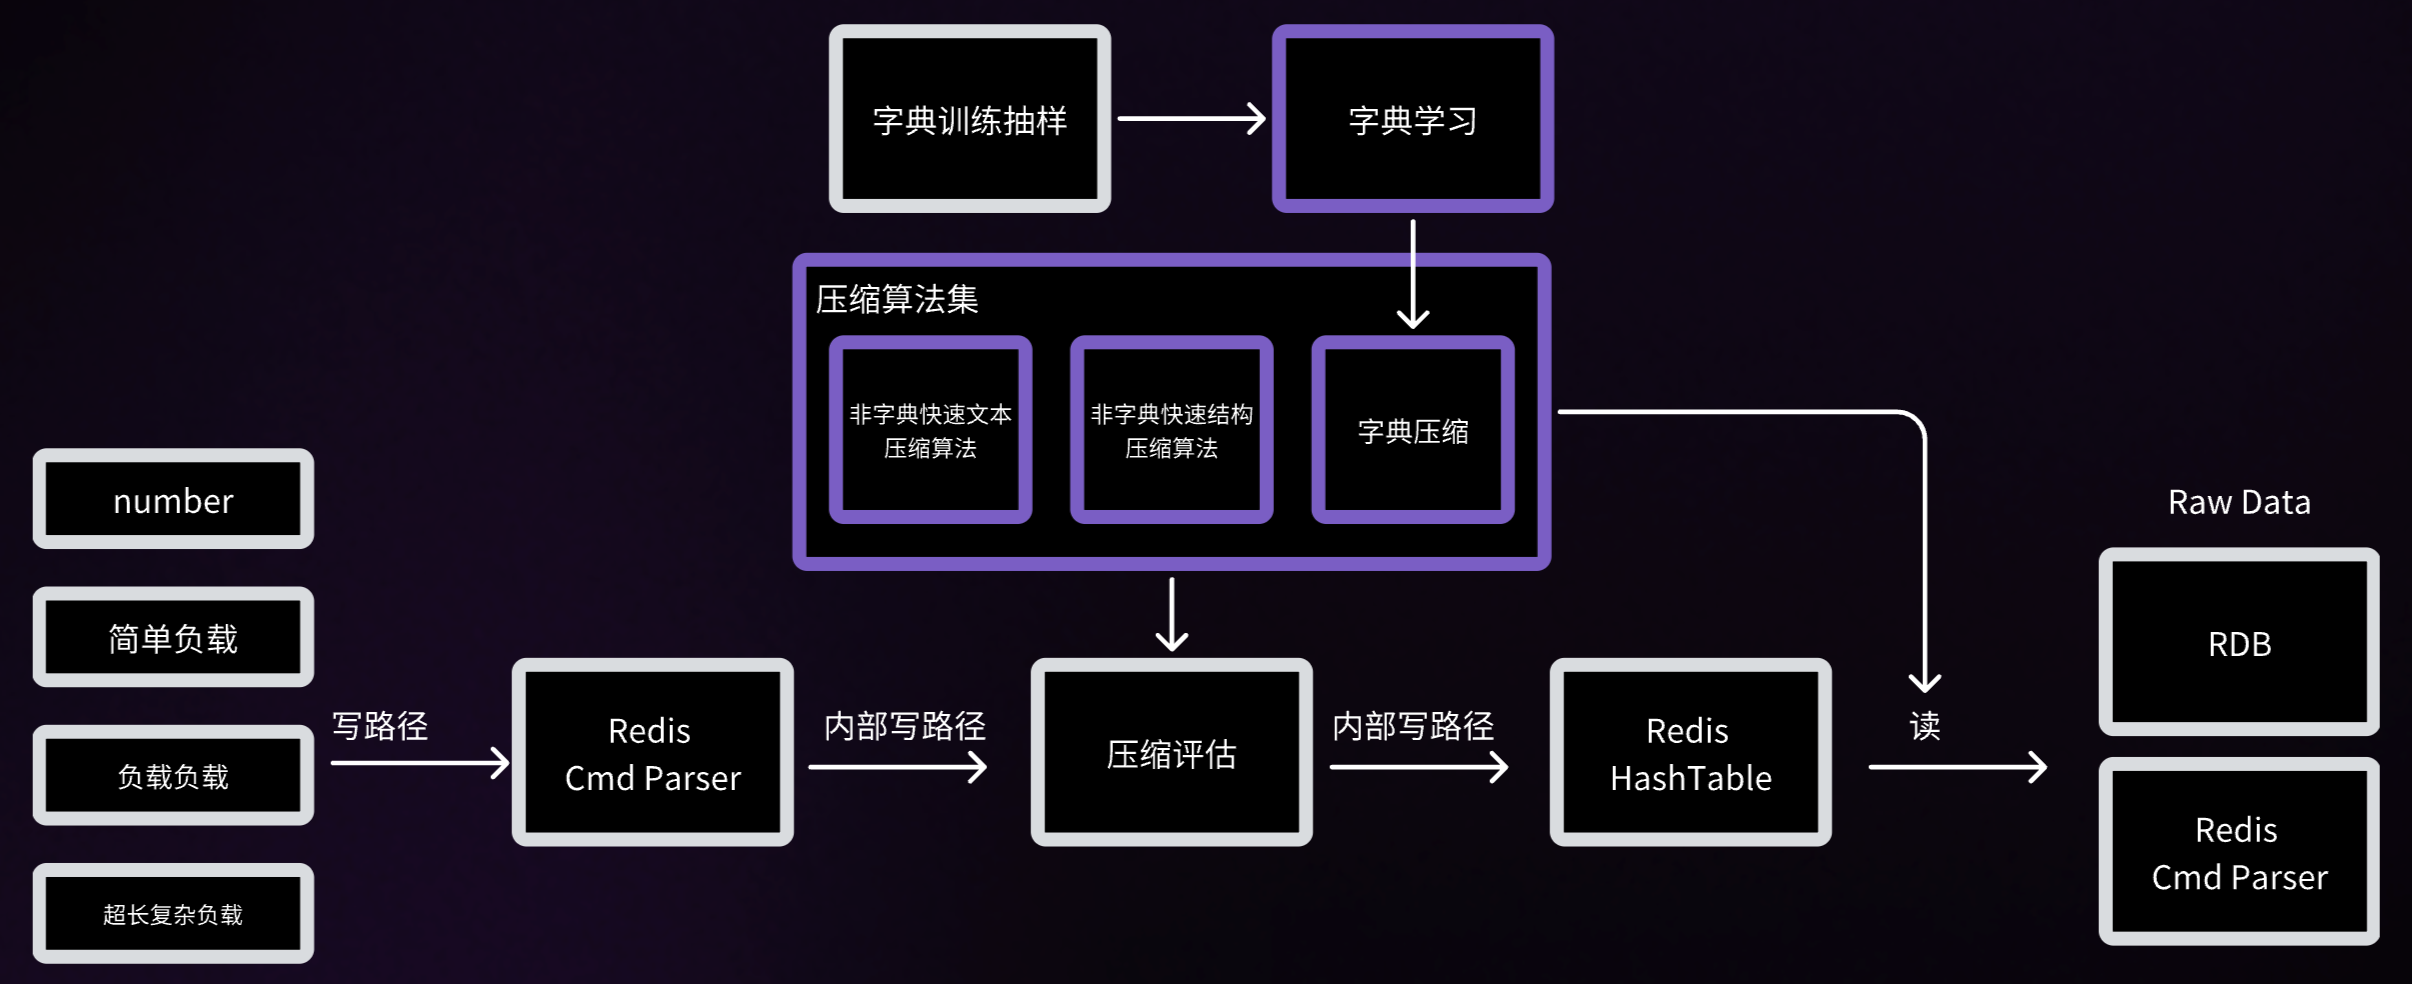 字典训练抽样
字典学习
压缩算法集
非字典快速文本
压缩算法
非字典快速结构
压缩算法
字典压缩
number
简单负载
负载负载
超长复杂负载
写路径
Redis
Cmd Parser
内部写路径
压缩评估
内部写路径
Redis
HashTable
读
Raw Data
RDB
Redis
Cmd Parser